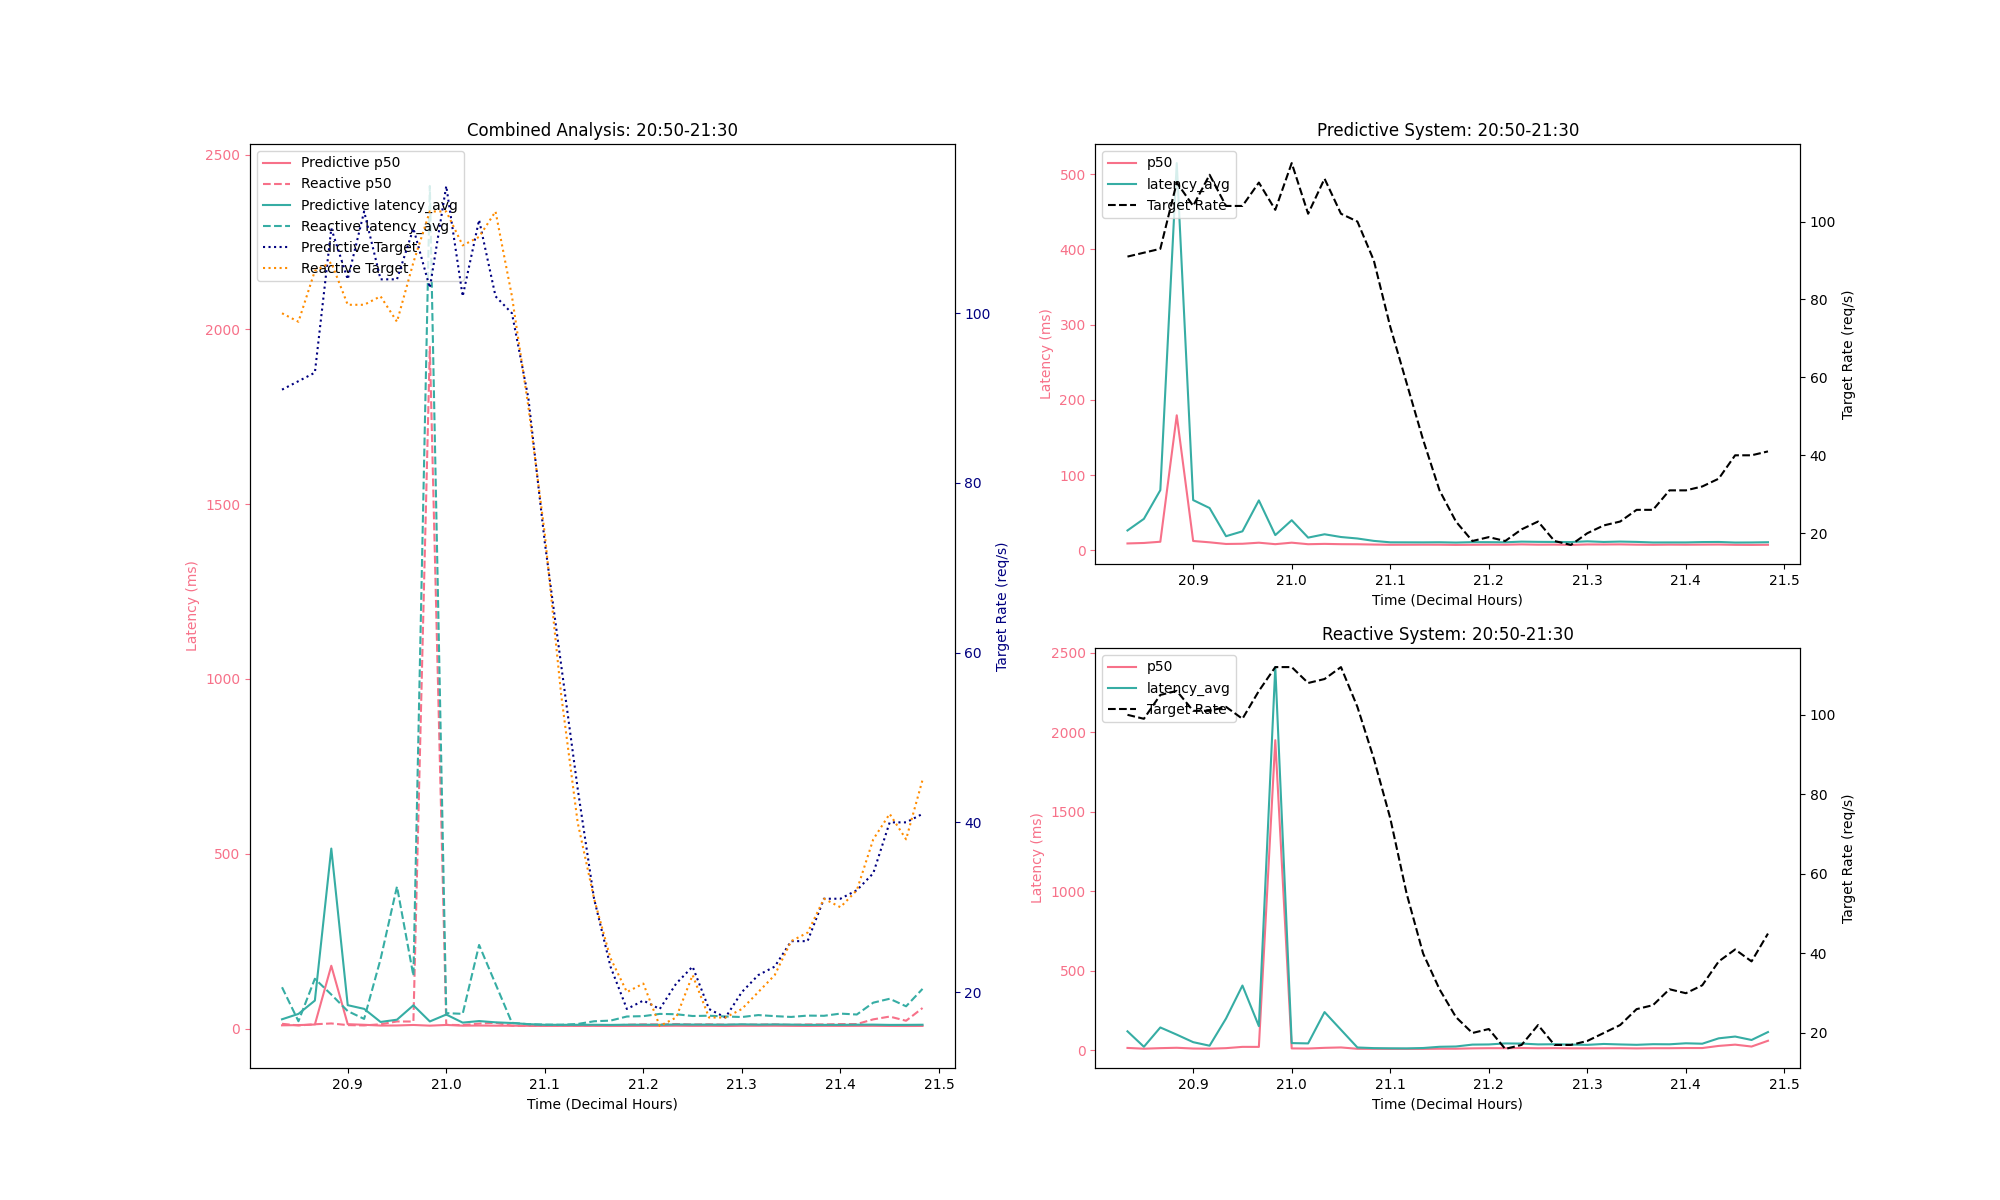 Combined Analysis: 20:50-21:30
Predictive p50
Reactive p50
Predictive latency_avg
Reactive latency_avg
Predictive Target
Reactive Target
2500
2000
1500
1000
500
0
Latency (ms)
100
80
60
40
20
Target Rate (req/s)
20.9 21.0 21.1 21.2 21.3 21.4 21.5
Time (Decimal Hours)
Predictive System: 20:50-21:30
p50
latency_avg
Target Rate
500
400
300
200
100
0
Latency (ms)
100
80
60
40
20
Target Rate (req/s)
20.9 21.0 21.1 21.2 21.3 21.4 21.5
Time (Decimal Hours)
Reactive System: 20:50-21:30
p50
latency_avg
Target Rate
2500
2000
1500
1000
500
0
Latency (ms)
100
80
60
40
20
Target Rate (req/s)
20.9 21.0 21.1 21.2 21.3 21.4 21.5
Time (Decimal Hours)